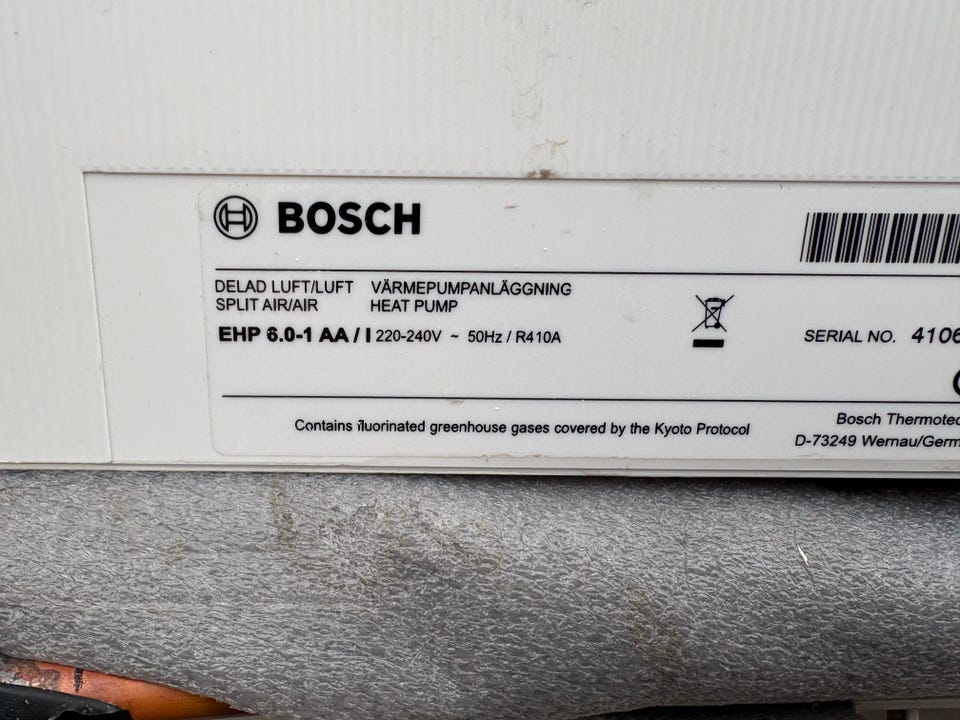 BOSCH
DELAD LUFT/LUFT VÄRMEPUMPANLÄGGNING
SPLIT AIR/AIR HEAT PUMP
EHP 6.0-1 AA / I 220-240V ~ 50Hz / R410A
SERIAL NO. 4106
Contains fluorinated greenhouse gases covered by the Kyoto Protocol
Bosch Thermotec
D-73249 Wernau/Germ